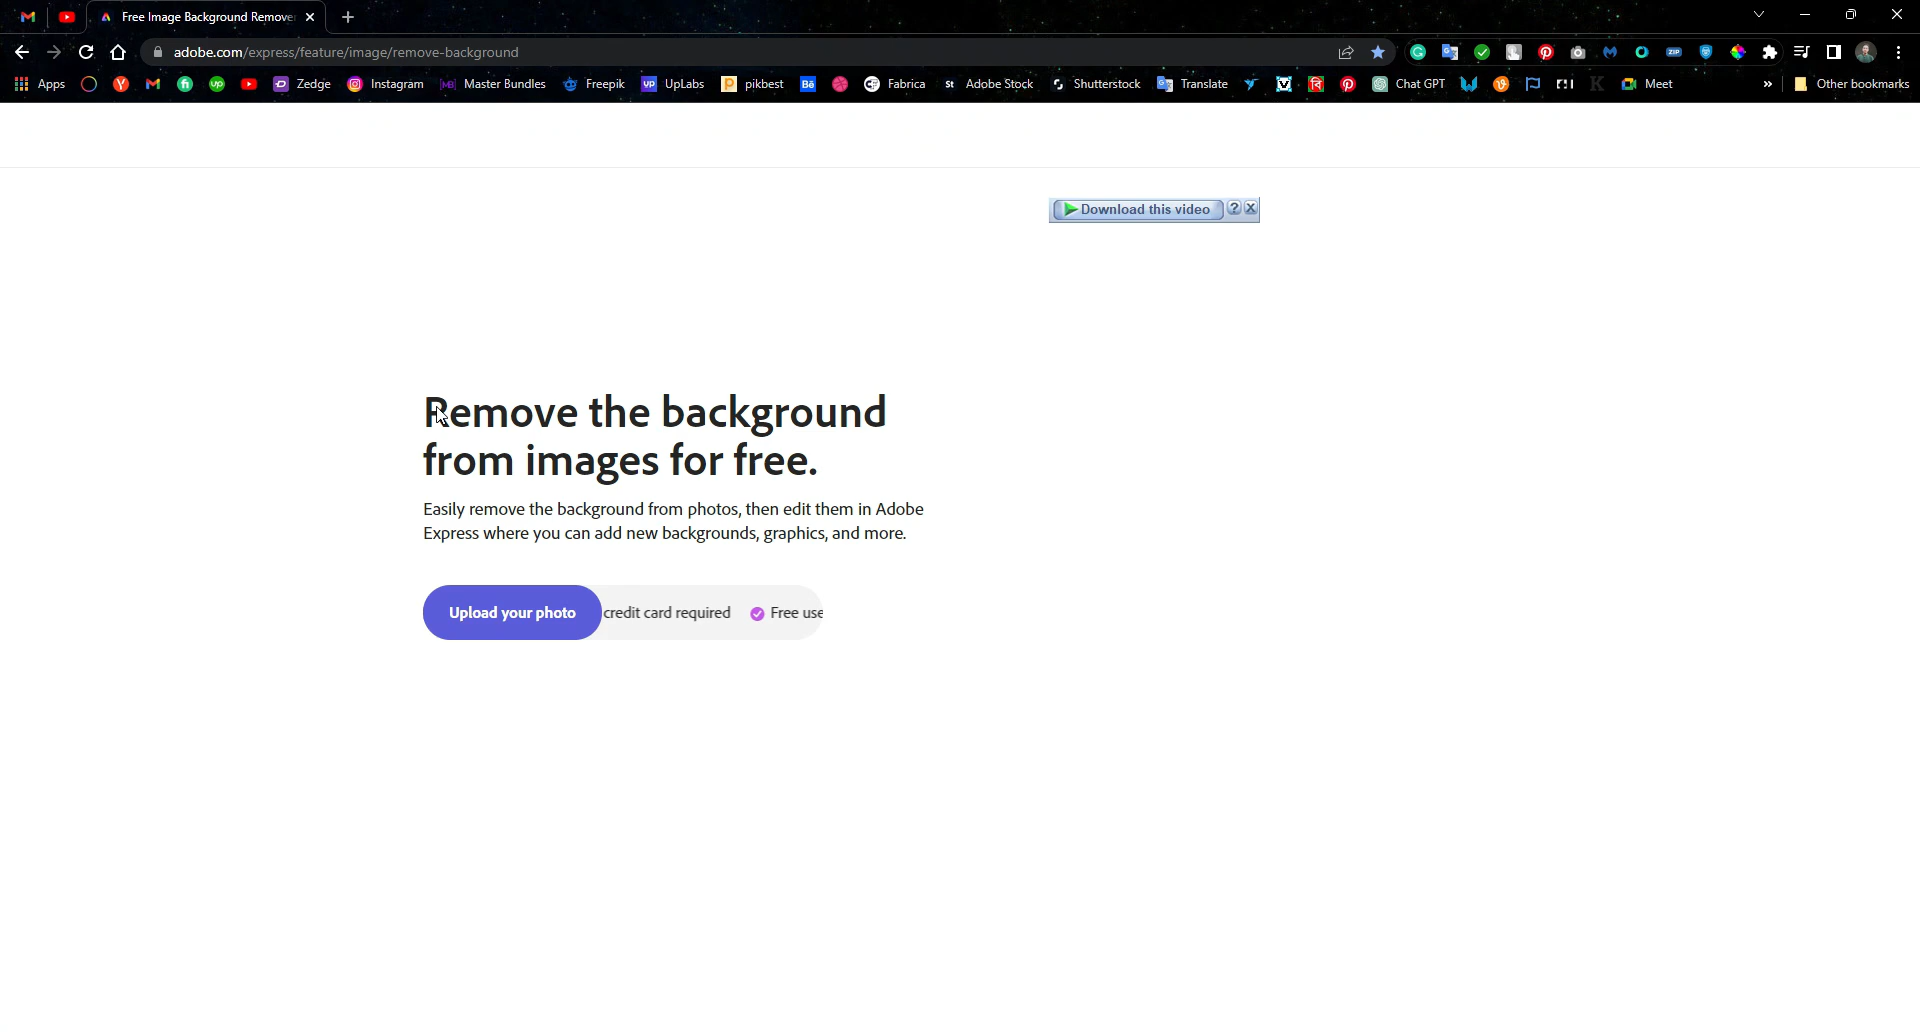 Free Image Background Remove
adobe.com/express/feature/image/remove-background
Apps
Zedge
Instagram
Master Bundles
Freepik
UpLabs
pikbest
Fabrica
Adobe Stock
Shutterstock
Translate
Chat GPT
Meet
»
Other bookmarks
Download this video
Remove the background
from images for free.
Easily remove the background from photos, then edit them in Adobe
Express where you can add new backgrounds, graphics, and more.
Upload your photo
credit card required
Free use